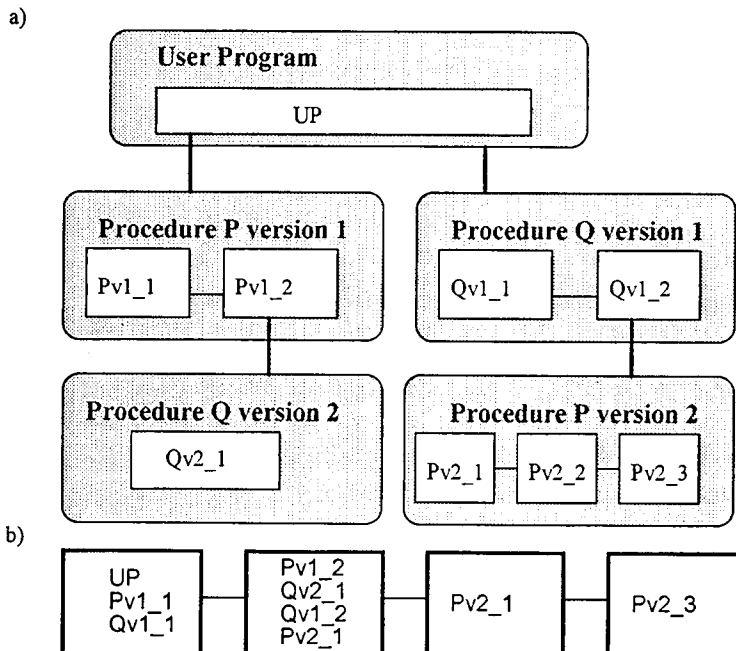 a)
User Program
UP
Procedure P version 1
Pv1_1 Pv1_2
Procedure Q version 1
Qv1_1 Qv1_2
Procedure Q version 2
Qv2_1
Procedure P version 2
Pv2_1 Pv2_2 Pv2_3
b)
UP
Pv1_1
Qv1_1
Pv1_2
Qv2_1
Qv1_2
Pv2_1
Pv2_1
Pv2_3